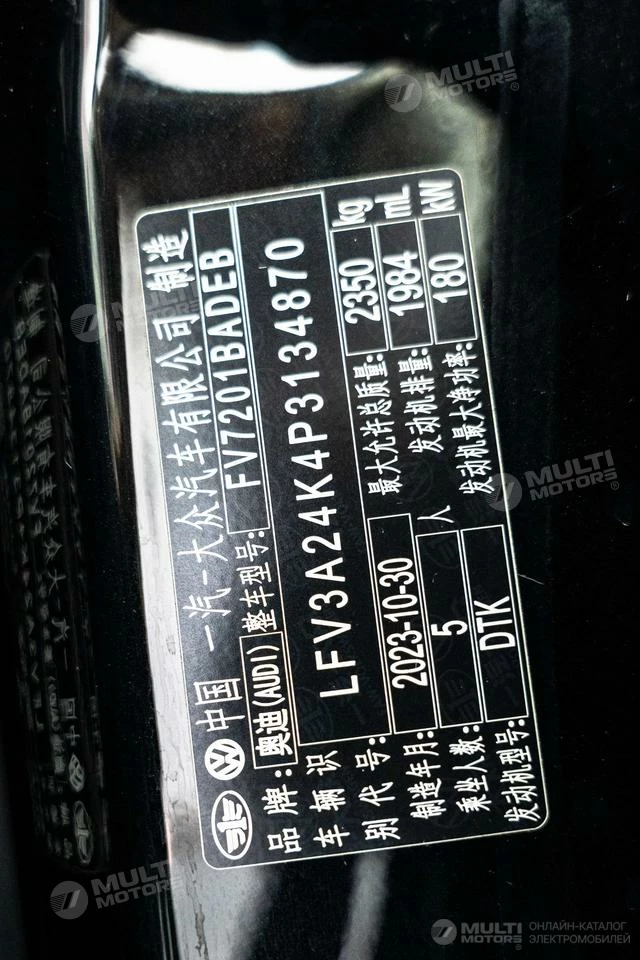 中国 一汽-大众汽车有限公司 制造
品牌: 奥迪(AUDI) 整车型号: FV7201BADEB
车辆识别代号: LFV3A24K4P3134870
制造年月: 2023-10-30 最大允许总质量: 2350 kg
乘坐人数: 5 人 发动机排量: 1984 mL
发动机型号: DTK 发动机最大净功率: 180 kW
MULTI MOTORS®
MULTI MOTORS®
MULTI MOTORS®
MULTI MOTORS®
MULTI MOTORS® ОНЛАЙН-КАТАЛОГ ЭЛЕКТРОМОБИЛЕЙ